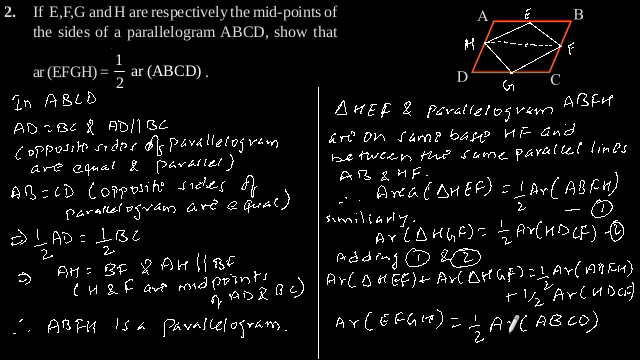 2. If E,F,G and H are respectively the mid-points of
the sides of a parallelogram ABCD, show that
ar (EFGH) = 1/2 ar (ABCD) .
A E B
H F
D G C
In ABCD
AD = BC & AD || BC
(opposite sides of parallelogram
are equal & parallel)
AB = CD (opposite sides of
parallelogram are equal)
⇒ 1/2 AD = 1/2 BC
⇒ AH = BF & AH || BF
(H & F are midpoints
of AD & BC)
∴ ABFH is a parallelogram.
△HEF & parallelogram ABFH
are on same base HF and
between the same parallel lines
AB & HF.
∴ Area (△HEF) = 1/2 Ar (ABFH)
— ①
similarly.
Ar (△HGF) = 1/2 Ar (HDCF) — ②
Adding ① & ②
Ar (△HEF) + Ar (△HGF) = 1/2 Ar (ABFH)
+ 1/2 Ar (HDCF)
Ar (EFGH) = 1/2 Ar (ABCD)